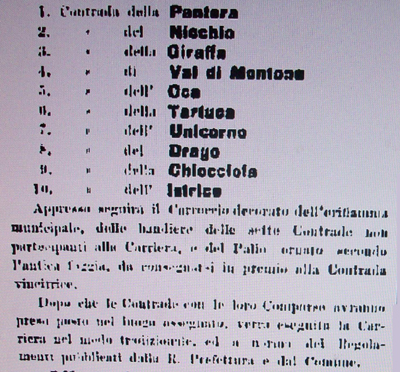 1. Contrada della Pantera
2. " del Nicchio
3. " della Giraffa
4. " di Val di Montone
5. " dell' Oca
6. " della Tartuca
7. " dell' Unicorno
8. " del Drago
9. " della Chiocciola
10. " dell' Istrice
Appresso seguirà il Carroccio decorato dell'orifiamma
municipale, delle bandiere delle sette Contrade non
partecipanti alla Carriera, e del Palio ornato secondo
l'antica foggia, da consegnarsi in premio alla Contrada
vincitrice.
Dopo che le Contrade con le loro Comparse avranno
preso posto nel luogo assegnato, verrà eseguita la Car-
riera nel modo tradizionale, ed a norma dei Regola-
menti pubblicati dalla R. Prefettura e dal Comune.